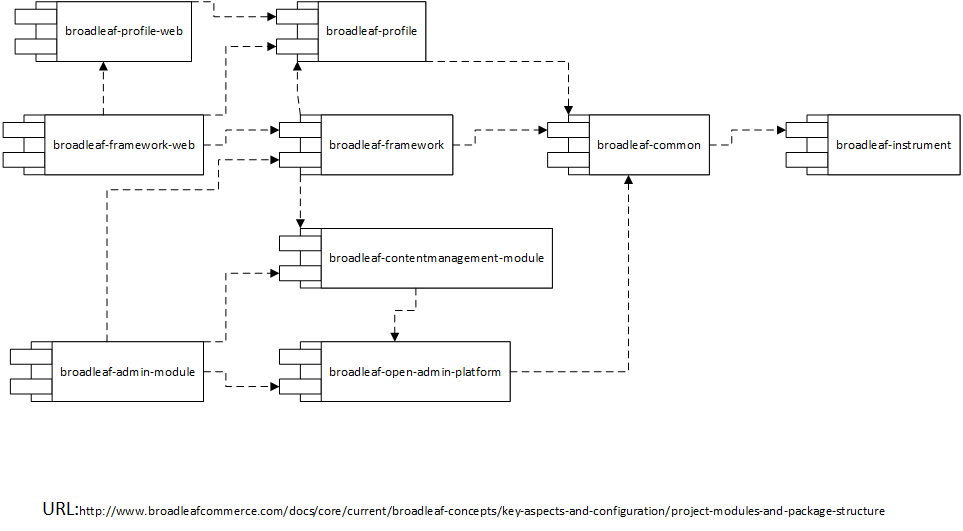 broadleaf-profile-web
broadleaf-profile
broadleaf-framework-web
broadleaf-framework
broadleaf-common
broadleaf-instrument
broadleaf-contentmanagement-module
broadleaf-admin-module
broadleaf-open-admin-platform
URL:http://www.broadleafcommerce.com/docs/core/current/broadleaf-concepts/key-aspects-and-configuration/project-modules-and-package-structure